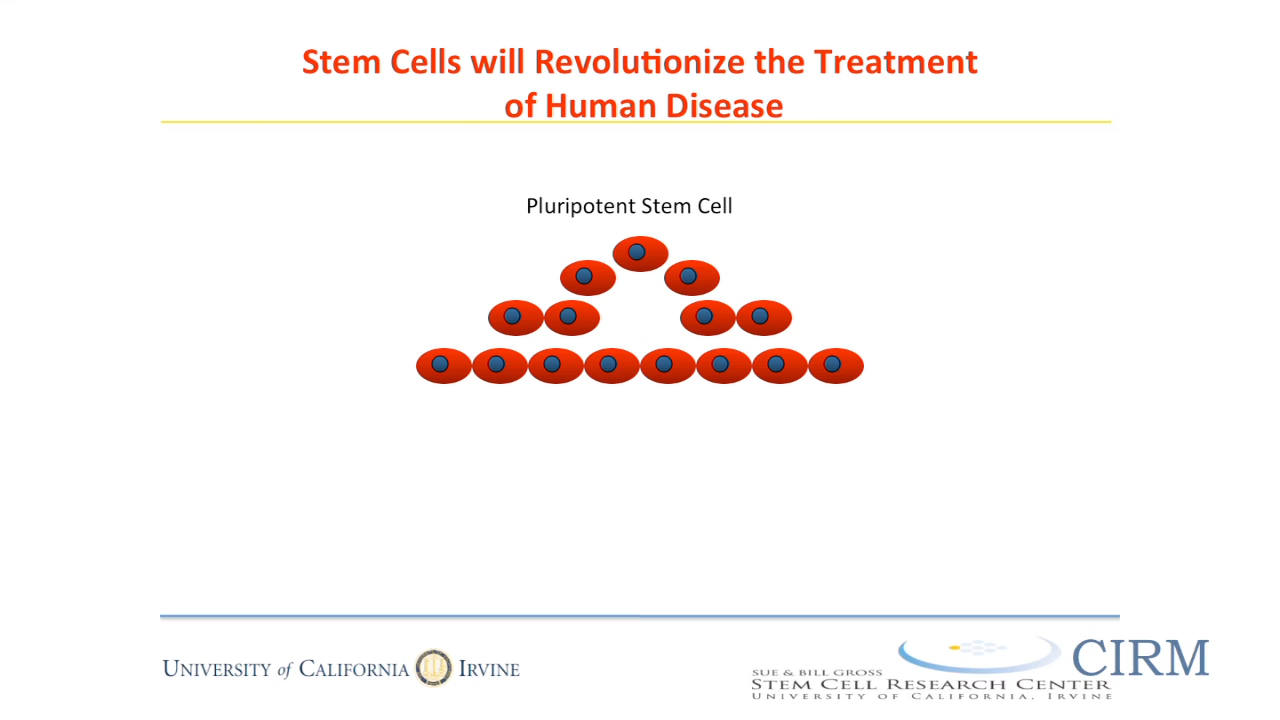 Stem Cells will Revolutionize the Treatment
of Human Disease
Pluripotent Stem Cell
UNIVERSITY of CALIFORNIA IRVINE
SUE & BILL GROSS
STEM CELL RESEARCH CENTER
UNIVERSITY OF CALIFORNIA, IRVINE
CIRM